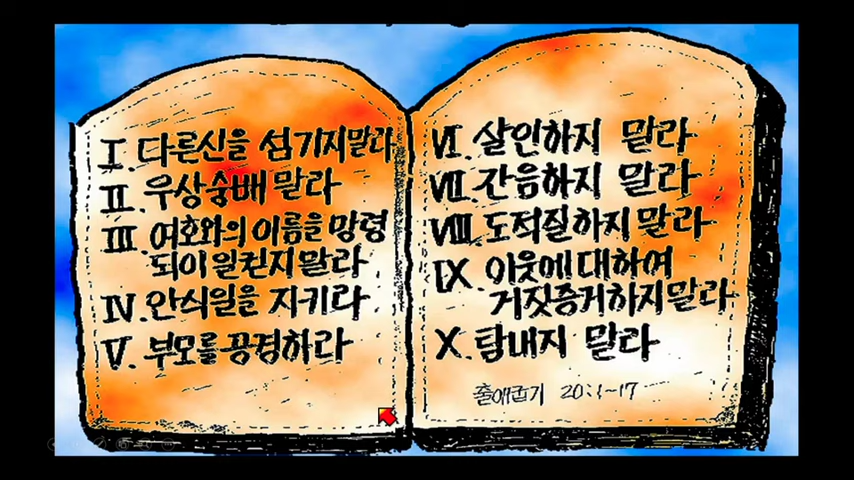 I. 다른신을 섬기지말라
II. 우상숭배 말라
III. 여호와의 이름을 망령
되이 일컫지말라
IV. 안식일을 지키라
V. 부모를 공경하라
VI. 살인하지 말라
VII. 간음하지 말라
VIII. 도적질하지 말라
IX. 이웃에 대하여
거짓증거하지말라
X. 탐내지 말라
출애굽기 20:1~17